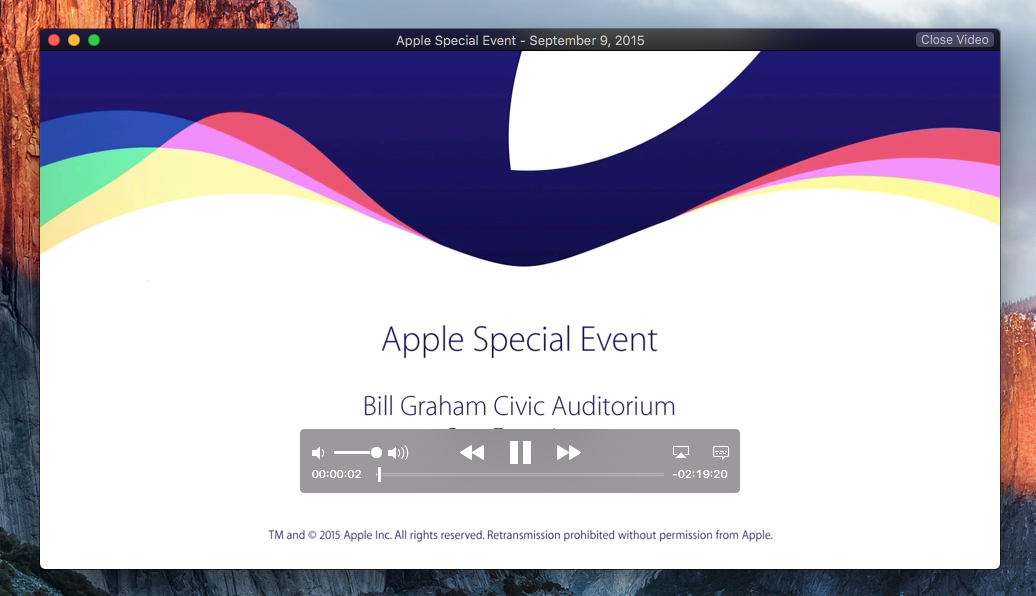 Apple Special Event - September 9, 2015
Close Video
Apple Special Event
Bill Graham Civic Auditorium
00:00:02
-02:19:20
TM and © 2015 Apple Inc. All rights reserved. Retransmission prohibited without permission from Apple.